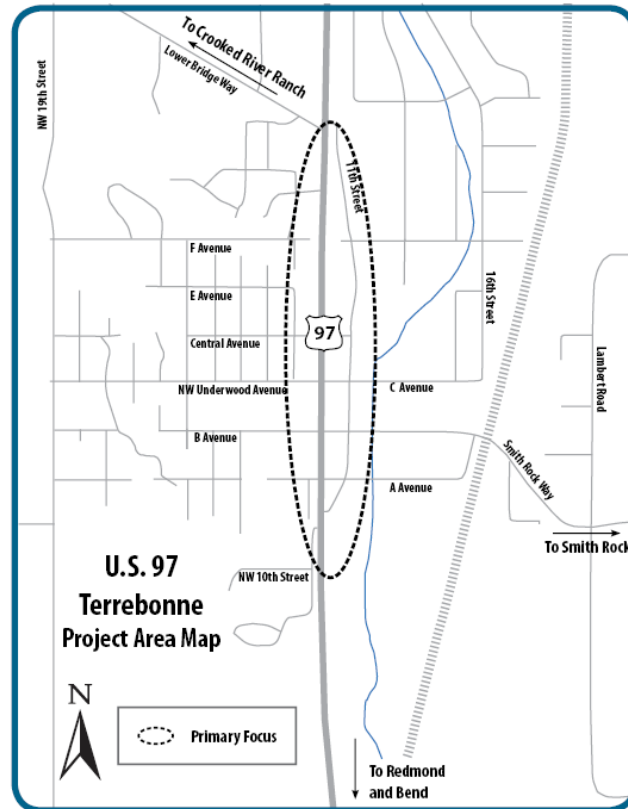 To Crooked River Ranch
Lower Bridge Way
NW 19th Street
11th Street
F Avenue
E Avenue
16th Street
97
Central Avenue
Lambert Road
NW Underwood Avenue
C Avenue
B Avenue
Smith Rock Way
A Avenue
To Smith Rock
U.S. 97
Terrebonne
Project Area Map
NW 10th Street
N
Primary Focus
To Redmond
and Bend